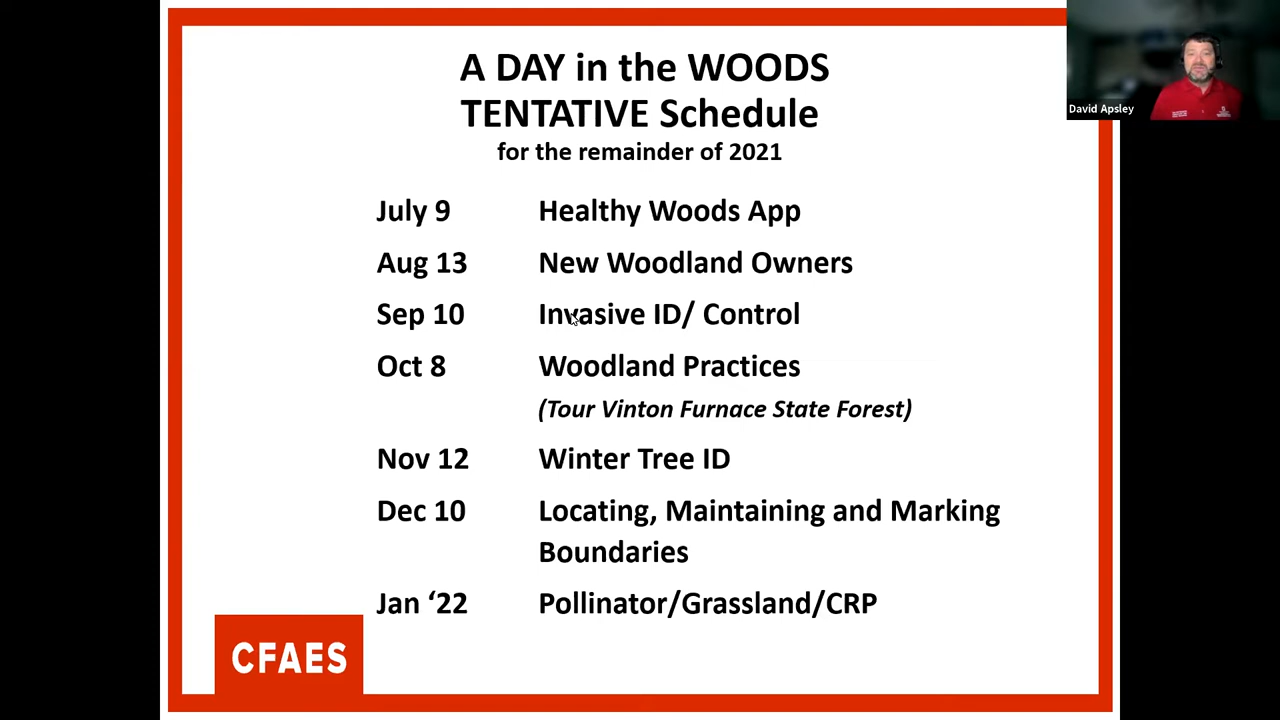 A DAY in the WOODS
TENTATIVE Schedule
for the remainder of 2021
July 9 Healthy Woods App
Aug 13 New Woodland Owners
Sep 10 Invasive ID/ Control
Oct 8 Woodland Practices
(Tour Vinton Furnace State Forest)
Nov 12 Winter Tree ID
Dec 10 Locating, Maintaining and Marking
Boundaries
Jan ‘22 Pollinator/Grassland/CRP
CFAES
David Apsley